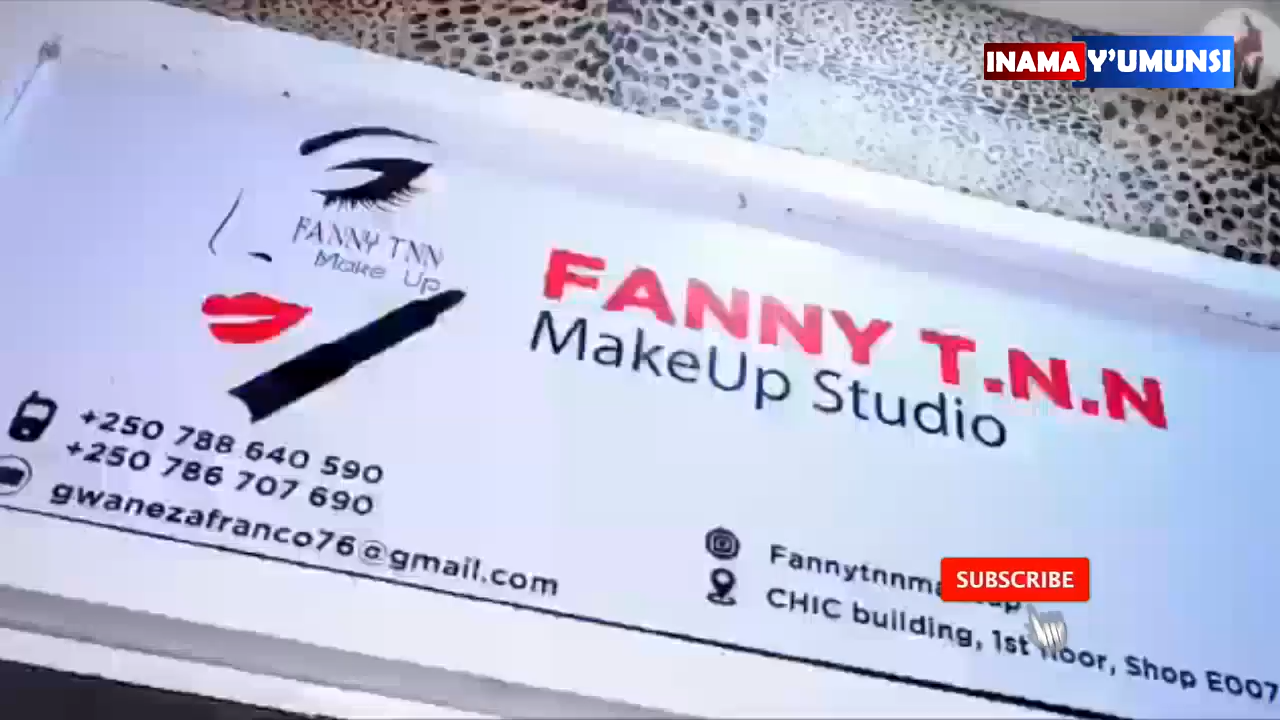 INAMA Y'UMUNSI
FANNY TNN
Make Up
FANNY T.N.N
MakeUp Studio
+250 788 640 590
+250 786 707 690
gwanezafranco76@gmail.com
SUBSCRIBE
CHIC building, 1st floor, Shop E007